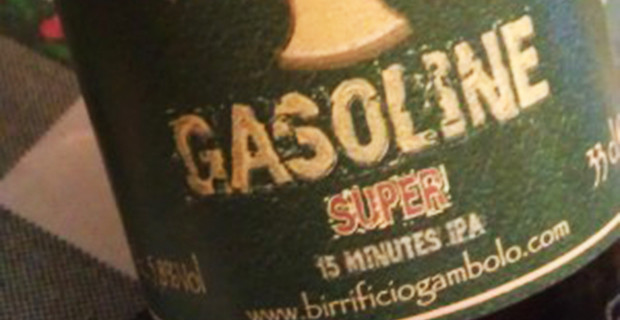 GASOLINE
SUPER
15 MINUTES IPA
www.birrificiogambolo.com